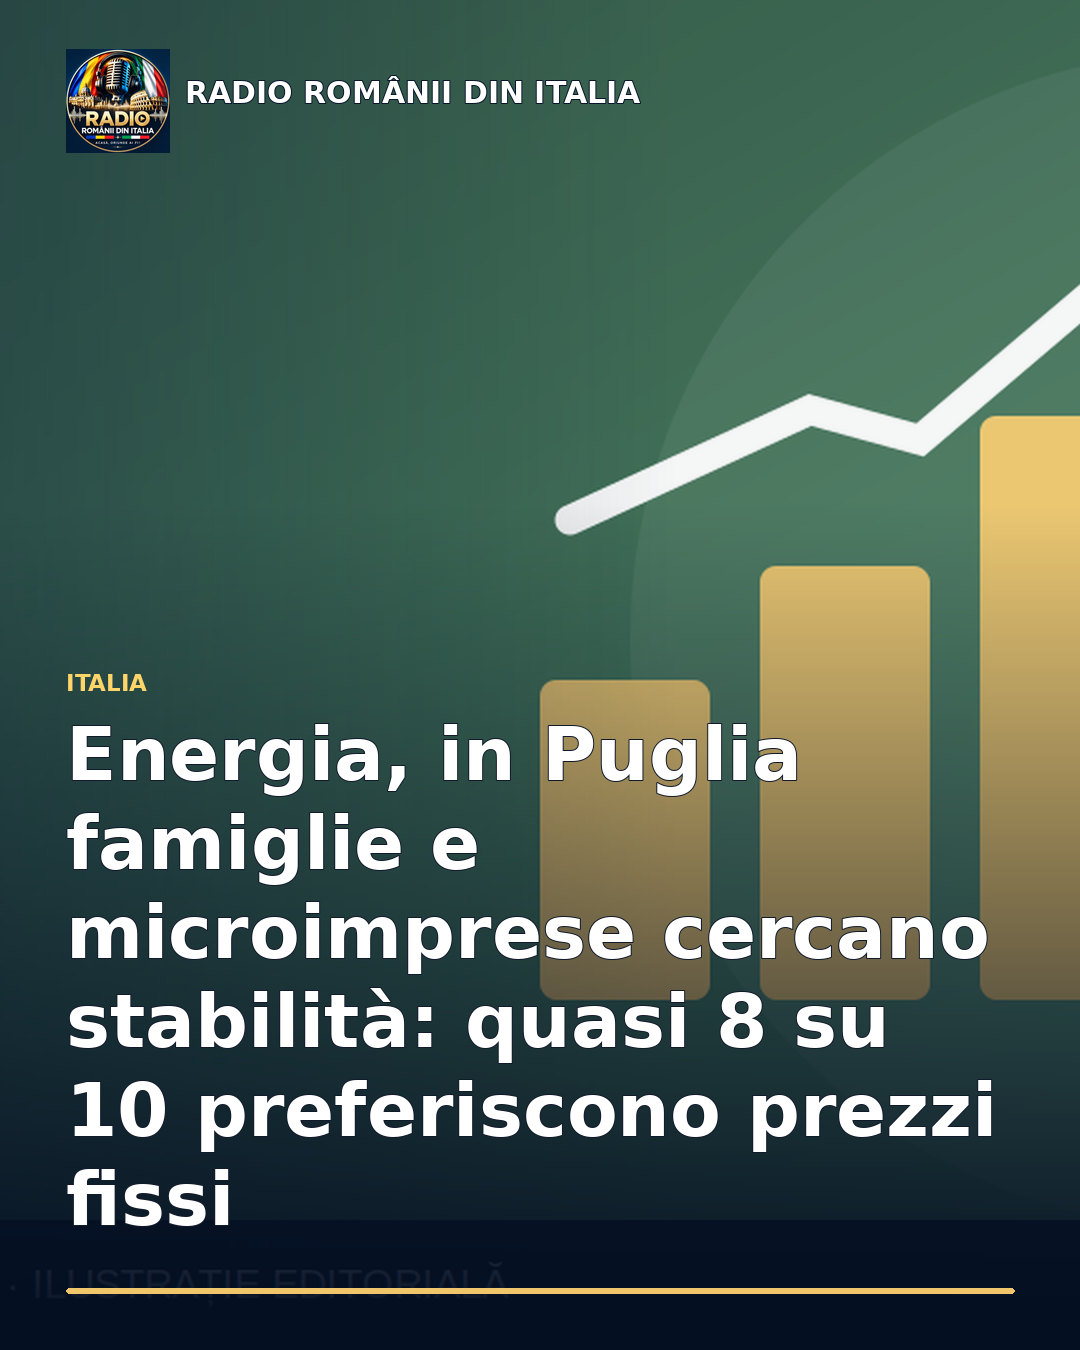 RADIO
ROMÂNII DIN ITALIA
RADIO ROMÂNII DIN ITALIA
ITALIA
Energia, in Puglia
famiglie e
microimprese cercano
stabilità: quasi 8 su
10 preferiscono prezzi
fissi
· ILUSTRAȚIE EDITORIALĂ